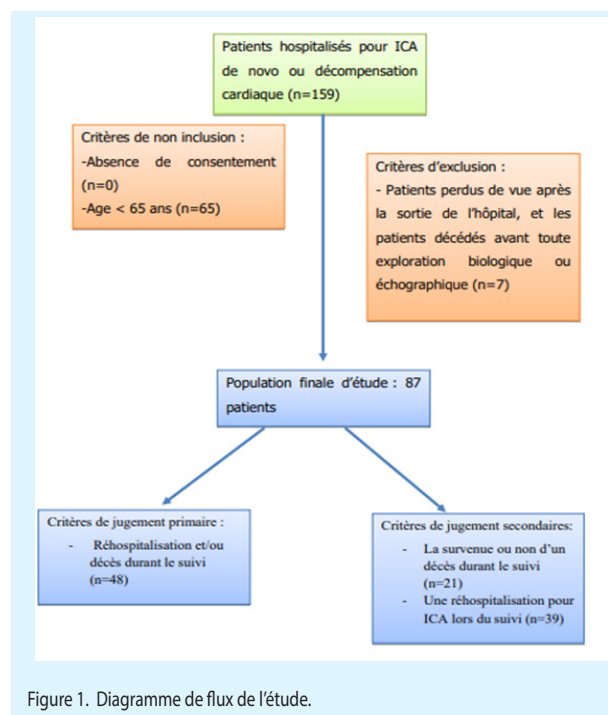 Patients hospitalisés pour ICA
de novo ou décompensation
cardiaque (n=159)
Critères de non inclusion :
-Absence de consentement
(n=0)
-Age < 65 ans (n=65)
Critères d'exclusion :
- Patients perdus de vue après
la sortie de l'hôpital, et les
patients décédés avant toute
exploration biologique ou
échographique (n=7)
Population finale d'étude : 87
patients
Critères de jugement primaire :
- Réhospitalisation et/ou
décès durant le suivi
(n=48)
Critères de jugement secondaires:
- La survenue ou non d'un
décès durant le suivi
(n=21)
- Une réhospitalisation pour
ICA lors du suivi (n=39)
Figure 1. Diagramme de flux de l'étude.